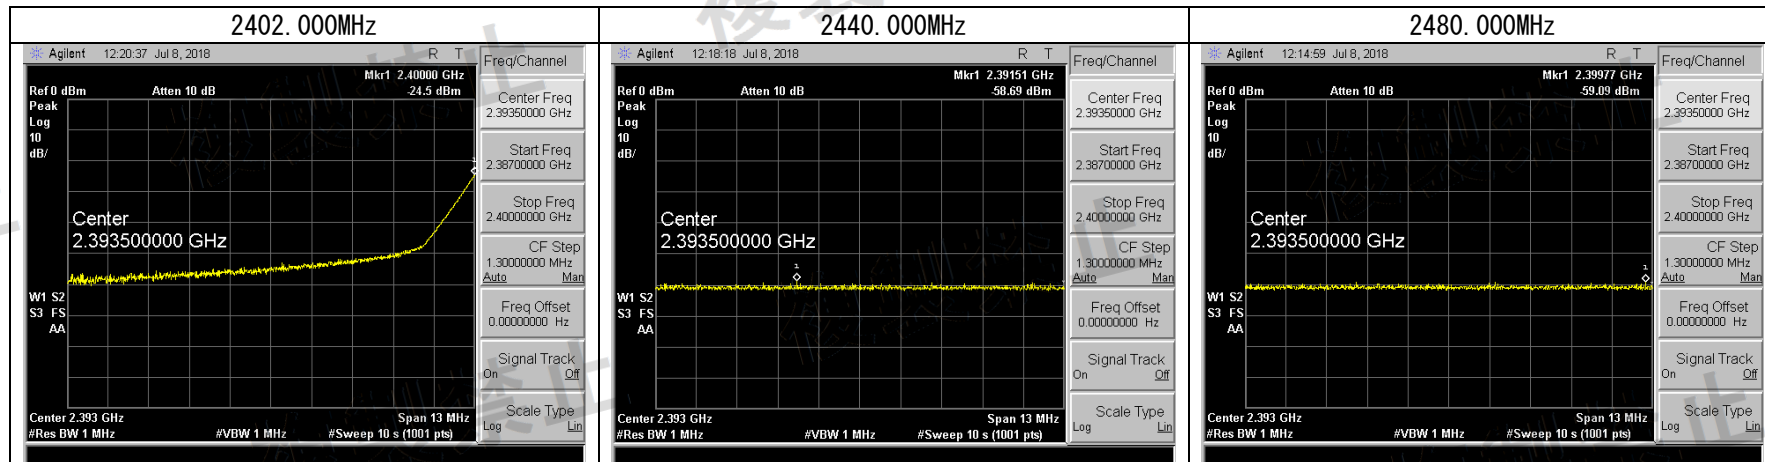 2402.000MHz
Agilent 12:20:37 Jul 8, 2018 R T
Freq/Channel
Mkr1 2.40000 GHz
Ref 0 dBm Atten 10 dB -24.5 dBm
Peak
Log
10
dB/
1
Center
2.393500000 GHz
W1 S2
S3 FS
AA
Center 2.393 GHz Span 13 MHz
#Res BW 1 MHz #VBW 1 MHz #Sweep 10 s (1001 pts)
Center Freq
2.39350000 GHz
Start Freq
2.38700000 GHz
Stop Freq
2.40000000 GHz
CF Step
1.30000000 MHz
Auto Man
Freq Offset
0.00000000 Hz
Signal Track
On Off
Scale Type
Log Lin
2440.000MHz
Agilent 12:18:18 Jul 8, 2018 R T
Freq/Channel
Mkr1 2.39151 GHz
Ref 0 dBm Atten 10 dB -58.69 dBm
Peak
Log
10
dB/
Center
2.393500000 GHz
1
W1 S2
S3 FS
AA
Center 2.393 GHz Span 13 MHz
#Res BW 1 MHz #VBW 1 MHz #Sweep 10 s (1001 pts)
Center Freq
2.39350000 GHz
Start Freq
2.38700000 GHz
Stop Freq
2.40000000 GHz
CF Step
1.30000000 MHz
Auto Man
Freq Offset
0.00000000 Hz
Signal Track
On Off
Scale Type
Log Lin
2480.000MHz
Agilent 12:14:59 Jul 8, 2018 R T
Freq/Channel
Mkr1 2.39977 GHz
Ref 0 dBm Atten 10 dB -59.09 dBm
Peak
Log
10
dB/
Center
2.393500000 GHz
1
W1 S2
S3 FS
AA
Center 2.393 GHz Span 13 MHz
#Res BW 1 MHz #VBW 1 MHz #Sweep 10 s (1001 pts)
Center Freq
2.39350000 GHz
Start Freq
2.38700000 GHz
Stop Freq
2.40000000 GHz
CF Step
1.30000000 MHz
Auto Man
Freq Offset
0.00000000 Hz
Signal Track
On Off
Scale Type
Log Lin
複製禁止